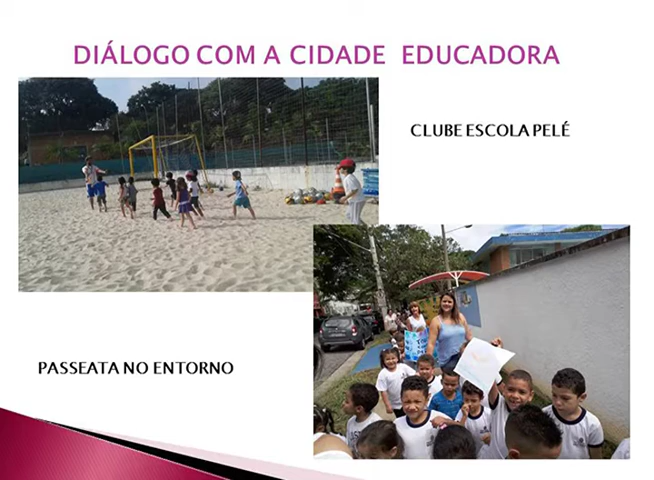 DIÁLOGO COM A CIDADE EDUCADORA
CLUBE ESCOLA PELÉ
PASSEATA NO ENTORNO